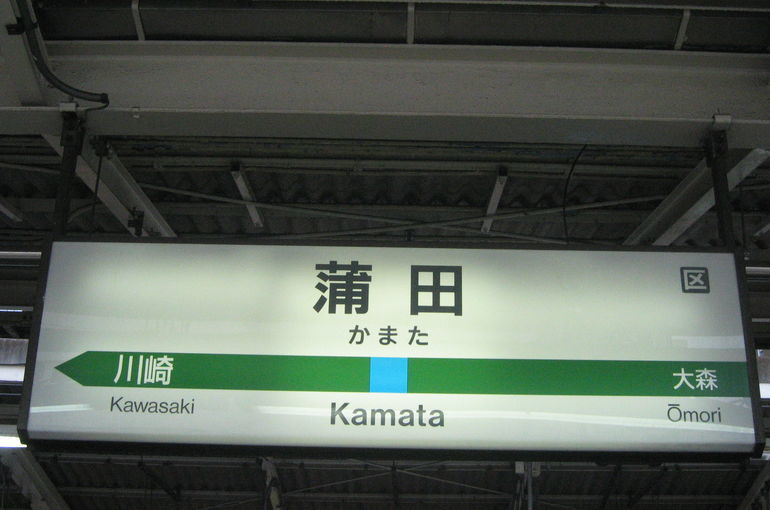 蒲田
区
かまた
川崎
大森
Kawasaki
Kamata
Ōmori